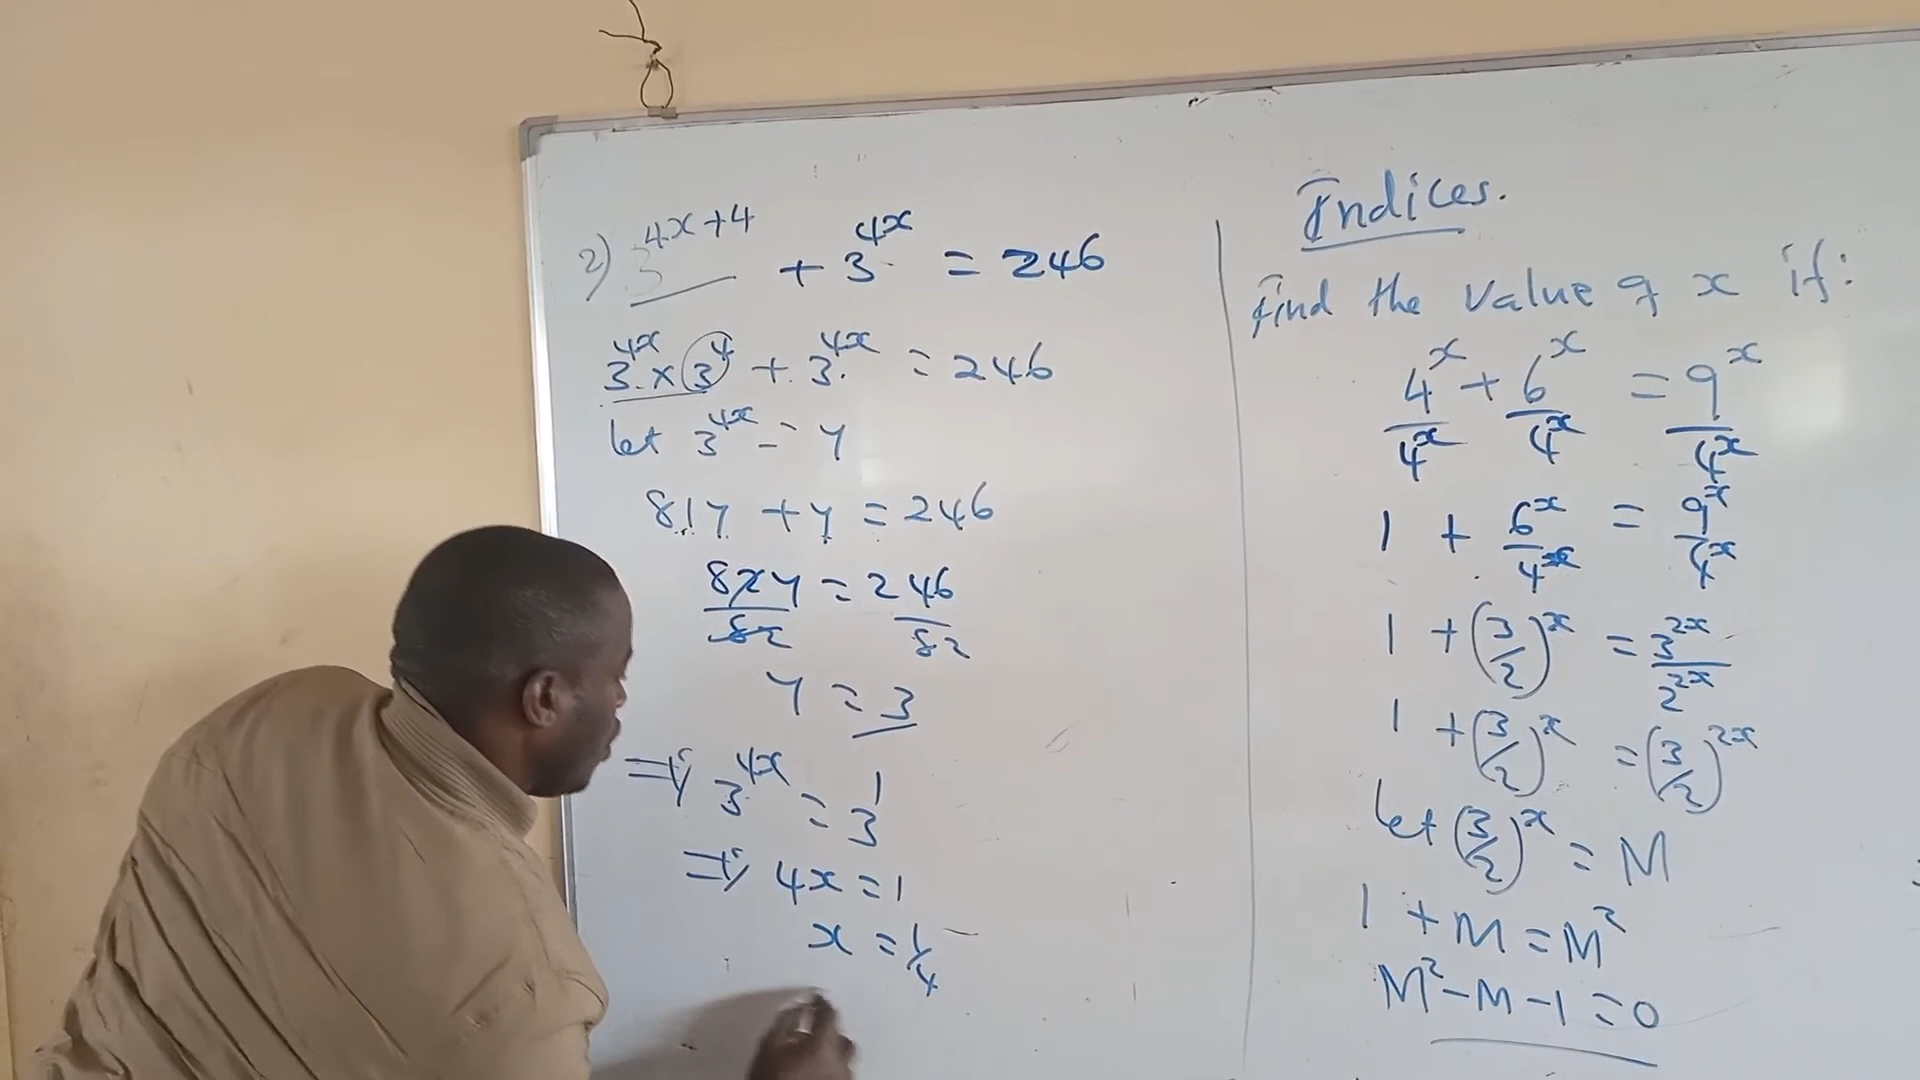 2) 3^{4x+4} + 3^{4x} = 246
3^{4x} × 3^4 + 3^{4x} = 246
let 3^{4x} = y
81y + y = 246
82y/82 = 246/82
y = 3
⇒ 3^{4x} = 3^1
⇒ 4x = 1
x = 1/4
Indices.
Find the value of x if:
4^x/4^x + 6^x/4^x = 9^x/4^x
1 + 6^x/4^x = 9^x/4^x
1 + (3/2)^x = 3^{2x}/2^{2x}
1 + (3/2)^x = (3/2)^{2x}
let (3/2)^x = M
1 + M = M^2
M^2 - M - 1 = 0